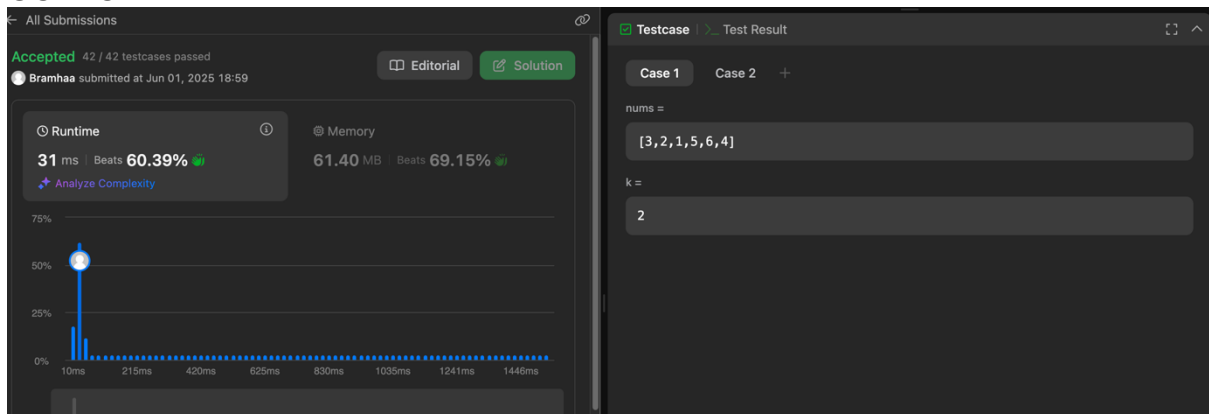 All Submissions
Accepted 42 / 42 testcases passed
Bramhaa submitted at Jun 01, 2025 18:59
Editorial
Solution
Runtime
31 ms | Beats 60.39%
Analyze Complexity
Memory
61.40 MB | Beats 69.15%
75%
50%
25%
0%
10ms 215ms 420ms 625ms 830ms 1035ms 1241ms 1446ms
Testcase | >_ Test Result
Case 1 Case 2 +
nums =
[3,2,1,5,6,4]
k =
2